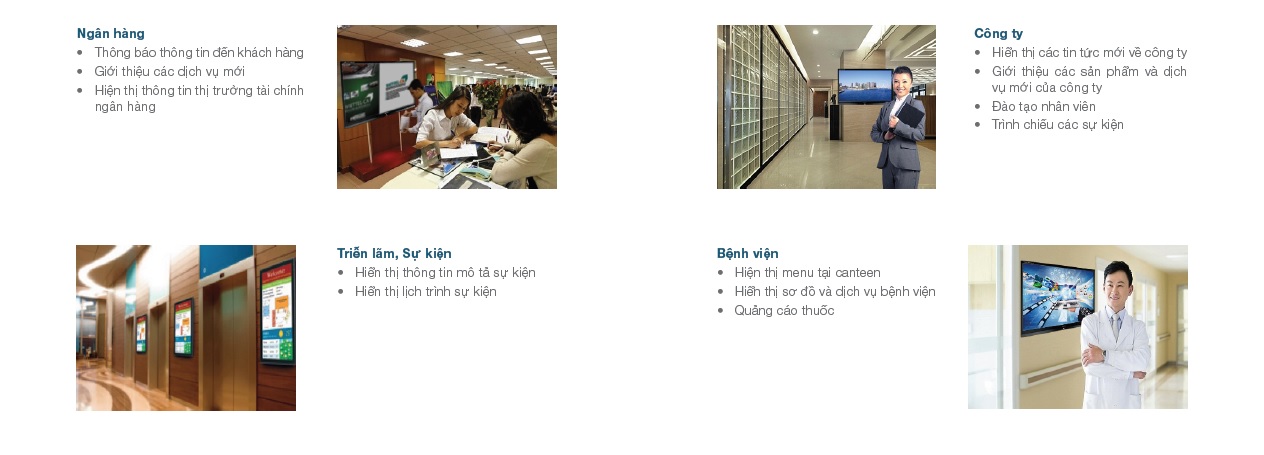 Ngân hàng
• Thông báo thông tin đến khách hàng
• Giới thiệu các dịch vụ mới
• Hiện thị thông tin thị trường tài chính
ngân hàng
Công ty
• Hiển thị các tin tức mới về công ty
• Giới thiệu các sản phẩm và dịch
vụ mới của công ty
• Đào tạo nhân viên
• Trình chiếu các sự kiện
Triễn lãm, Sự kiện
• Hiển thị thông tin mô tả sự kiện
• Hiển thị lịch trình sự kiện
Bệnh viện
• Hiện thị menu tại canteen
• Hiển thị sơ đồ và dịch vụ bệnh viện
• Quảng cáo thuốc
Welcome